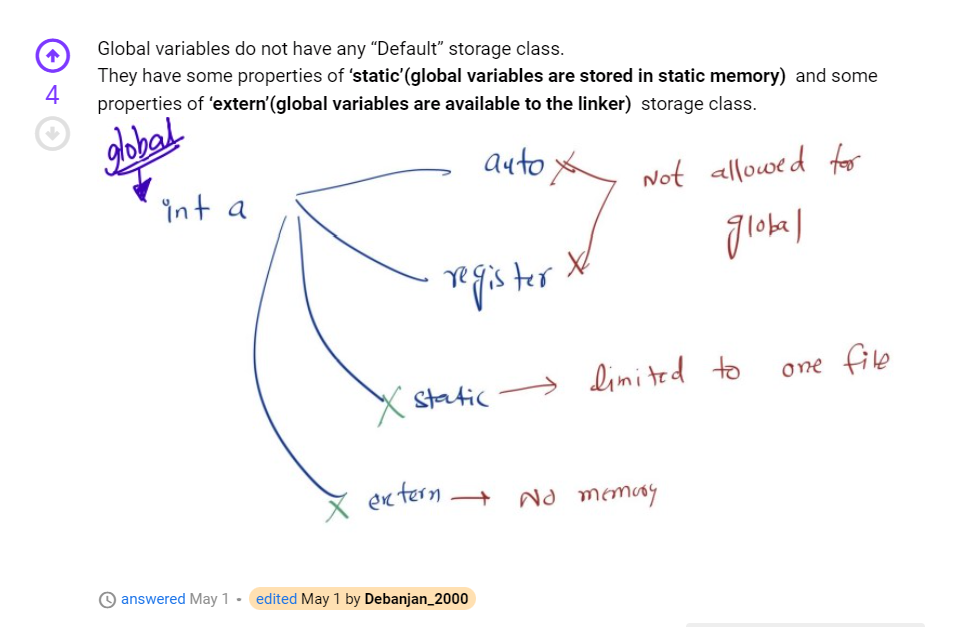 Global variables do not have any “Default” storage class.
They have some properties of ‘static’(global variables are stored in static memory)  and some
4
properties of ‘extern’(global variables are available to the linker)  storage class.
global
auto
Not allowed for
int a
global
register
static → limited to one file
extern → No memory
answered May 1 • edited May 1 by Debanjan_2000